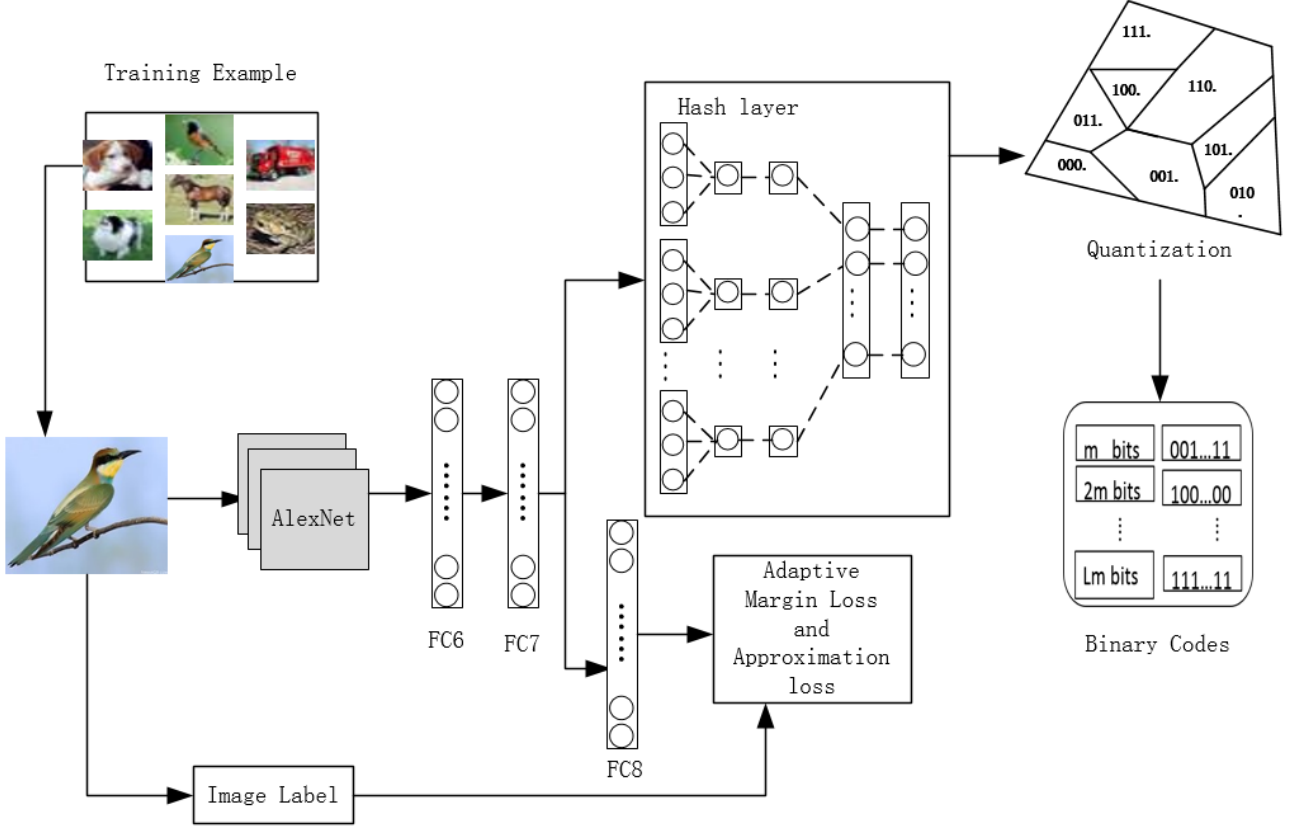 Training Example
Hash layer
111.
100.
110.
011.
101.
000.
001.
010
.
Quantization
AlexNet
FC6
FC7
FC8
Adaptive
Margin Loss
and
Approximation
loss
Image Label
m bits 001...11
2m bits 100...00
Lm bits 111...11
Binary Codes